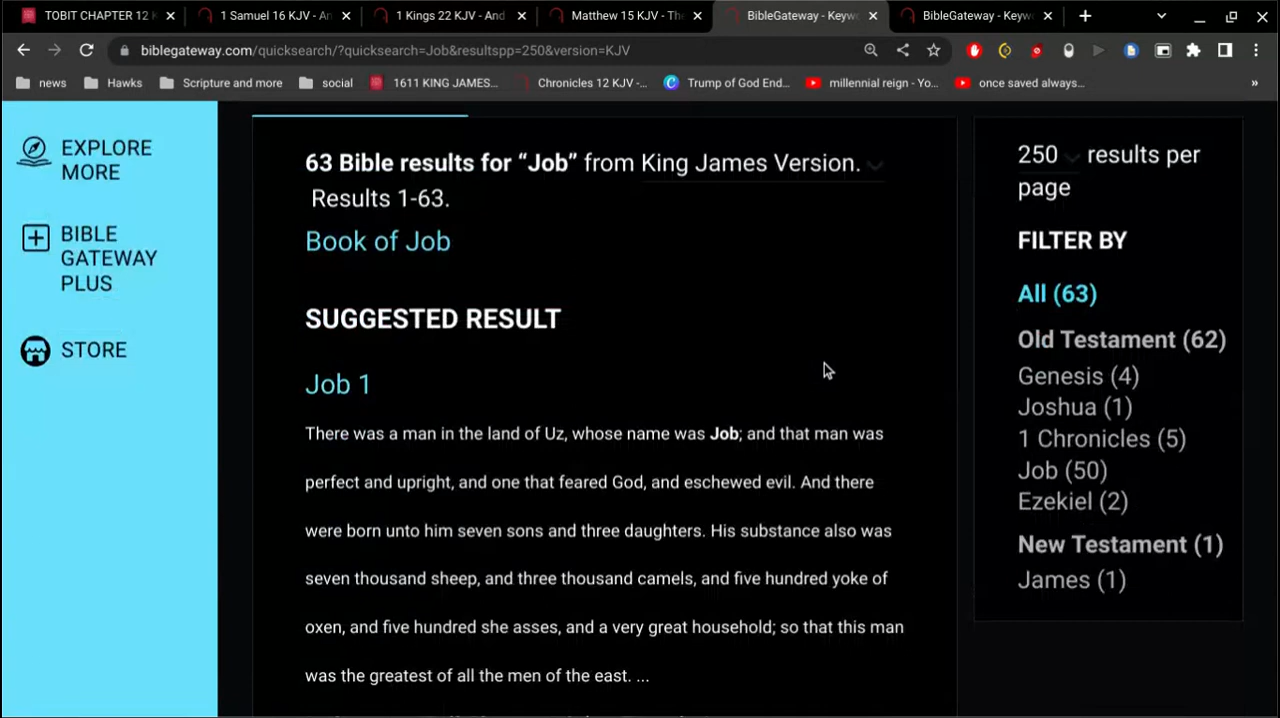 TOBIT CHAPTER 12 K
1 Samuel 16 KJV - An
1 Kings 22 KJV - And
Matthew 15 KJV - The
BibleGateway - Keyw
BibleGateway - Keyw
biblegateway.com/quicksearch/?quicksearch=Job&resultspp=250&version=KJV
news
Hawks
Scripture and more
social
1611 KING JAMES...
Chronicles 12 KJV -...
Trump of God End...
millennial reign - Yo...
once saved always...
»
EXPLORE
MORE
BIBLE
GATEWAY
PLUS
STORE
63 Bible results for “Job” from King James Version.
Results 1-63.
Book of Job
SUGGESTED RESULT
Job 1
There was a man in the land of Uz, whose name was Job; and that man was
perfect and upright, and one that feared God, and eschewed evil. And there
were born unto him seven sons and three daughters. His substance also was
seven thousand sheep, and three thousand camels, and five hundred yoke of
oxen, and five hundred she asses, and a very great household; so that this man
was the greatest of all the men of the east. ...
250 results per
page
FILTER BY
All (63)
Old Testament (62)
Genesis (4)
Joshua (1)
1 Chronicles (5)
Job (50)
Ezekiel (2)
New Testament (1)
James (1)